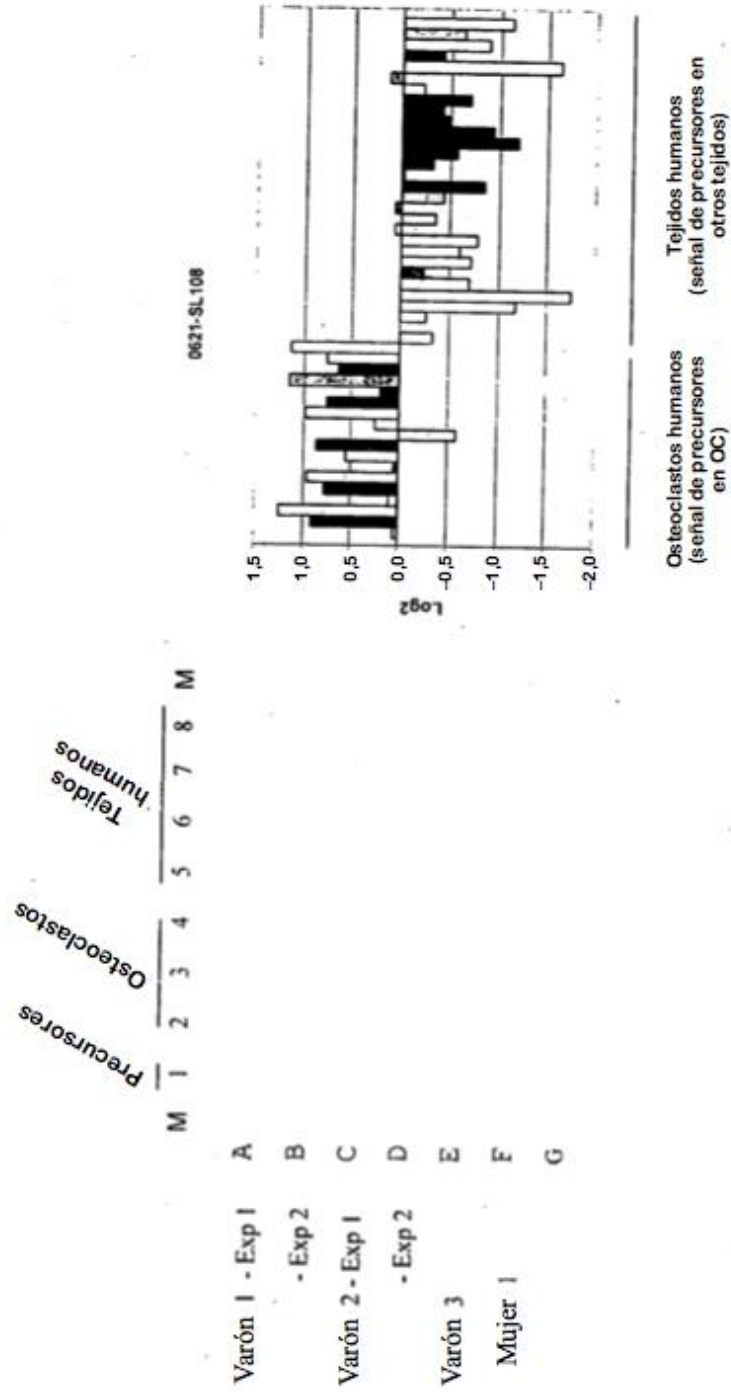 Precursores
Osteoclastos
Tejidos
humanos
M 1 2 3 4 5 6 7 8 M
Varón 1 - Exp 1 A
- Exp 2 B
Varón 2 - Exp 1 C
- Exp 2 D
Varón 3 E
Mujer 1 F
G
0621-SL108
Log2
1,5
1,0
0,5
0,0
-0,5
-1,0
-1,5
-2,0
Osteoclastos humanos
(señal de precursores
en OC)
Tejidos humanos
(señal de precursores en
otros tejidos)